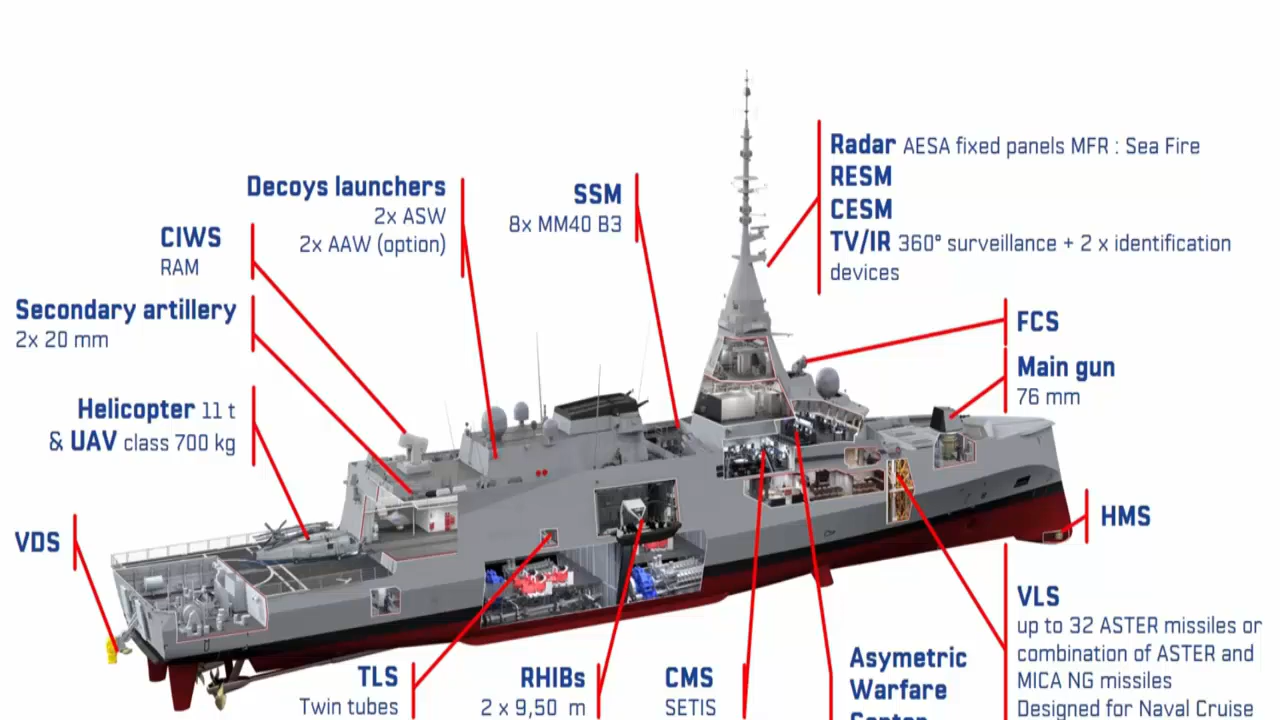 Radar AESA fixed panels MFR : Sea Fire
RESM
CESM
TV/IR 360° surveillance + 2 x identification
devices
Decoys launchers
2x ASW
2x AAW (option)
SSM
8x MM40 B3
CIWS
RAM
Secondary artillery
2x 20 mm
FCS
Main gun
76 mm
Helicopter 11 t
& UAV class 700 kg
VDS
HMS
VLS
up to 32 ASTER missiles or
combination of ASTER and
MICA NG missiles
Designed for Naval Cruise
TLS
Twin tubes
RHIBs
2 x 9,50 m
CMS
SETIS
Asymetric
Warfare
Center